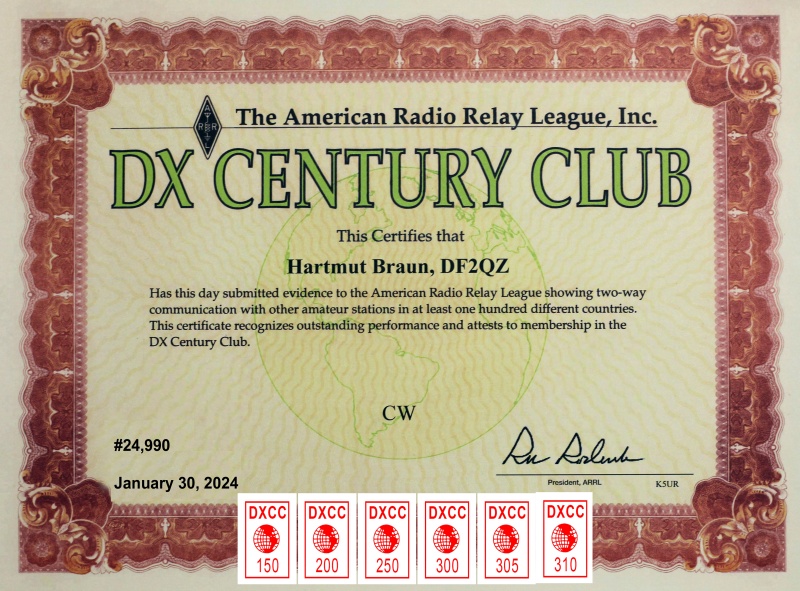 The American Radio Relay League, Inc.
A
R R
L
DX CENTURY CLUB
This Certifies that
Hartmut Braun, DF2QZ
Has this day submitted evidence to the American Radio Relay League showing two-way
communication with other amateur stations in at least one hundred different countries.
This certificate recognizes outstanding performance and attests to membership in the
DX Century Club.
CW
#24,990
January 30, 2024
President, ARRL K5UR
DXCC DXCC DXCC DXCC DXCC DXCC
150 200 250 300 305 310